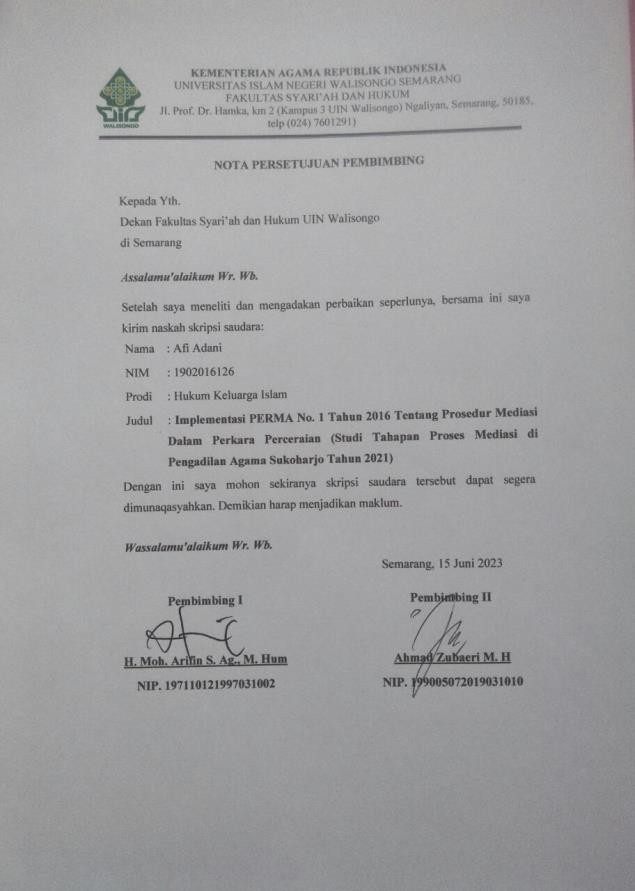 KEMENTERIAN AGAMA REPUBLIK INDONESIA
UNIVERSITAS ISLAM NEGERI WALISONGO SEMARANG
FAKULTAS SYARI'AH DAN HUKUM
Jl. Prof. Dr. Hamka, km 2 (Kampus 3 UIN Walisongo) Ngaliyan, Semarang, 50185,
telp (024) 7601291)
UIN
WALISONGO
NOTA PERSETUJUAN PEMBIMBING
Kepada Yth.
Dekan Fakultas Syari'ah dan Hukum UIN Walisongo
di Semarang
Assalamu'alaikum Wr. Wb.
Setelah saya meneliti dan mengadakan perbaikan seperlunya, bersama ini saya
kirim naskah skripsi saudara:
Nama : Afi Adani
NIM : 1902016126
Prodi : Hukum Keluarga Islam
Judul : Implementasi PERMA No. 1 Tahun 2016 Tentang Prosedur Mediasi
Dalam Perkara Perceraian (Studi Tahapan Proses Mediasi di
Pengadilan Agama Sukoharjo Tahun 2021)
Dengan ini saya mohon sekiranya skripsi saudara tersebut dapat segera
dimunaqasyahkan. Demikian harap menjadikan maklum.
Wassalamu'alaikum Wr. Wb.
Semarang, 15 Juni 2023
Pembimbing I
H. Moh. Arifin S. Ag., M. Hum
NIP. 197110121997031002
Pembimbing II
Ahmad Zubaeri M. H
NIP. 199005072019031010